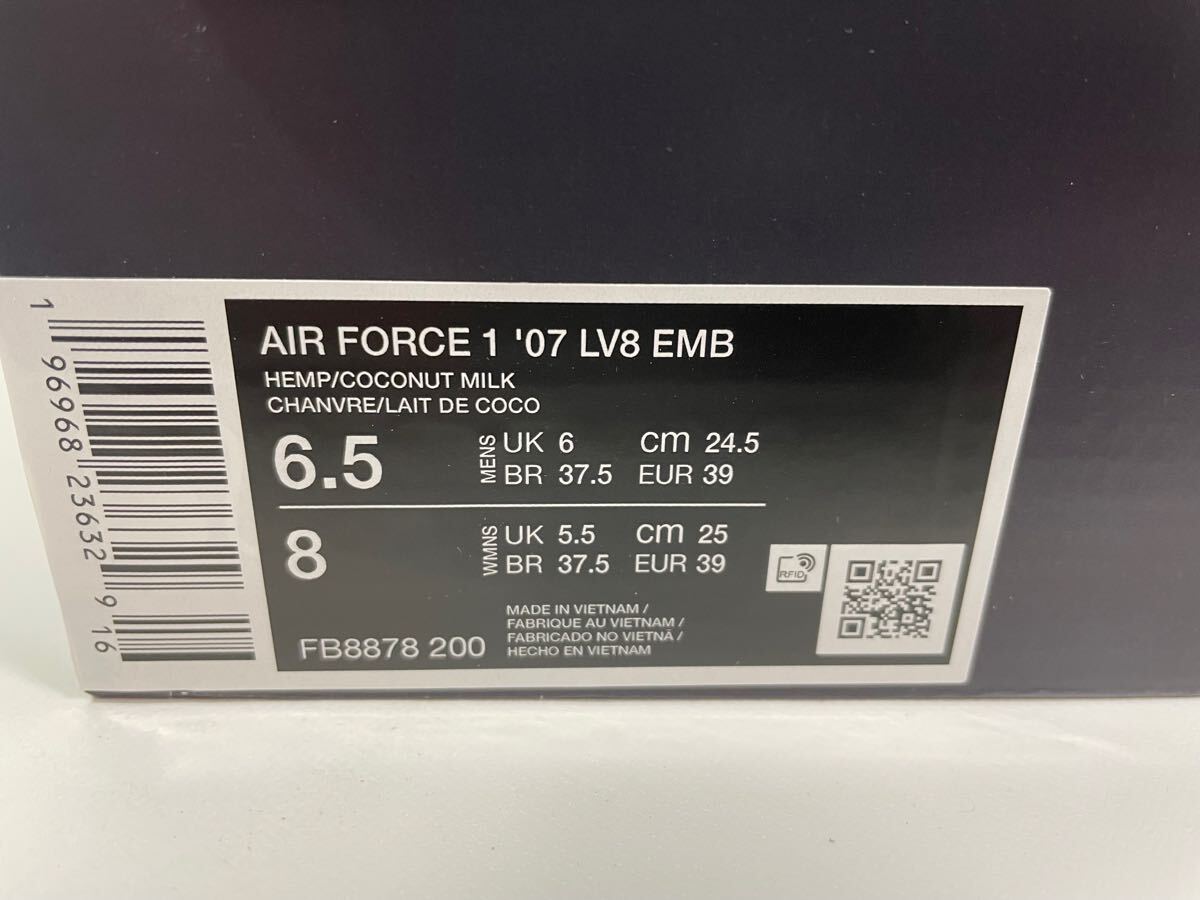 AIR FORCE 1 '07 LV8 EMB
HEMP/COCONUT MILK
CHANVRE/LAIT DE COCO
6.5
MENS
UK 6 cm 24.5
BR 37.5 EUR 39
8
WMNS
UK 5.5 cm 25
BR 37.5 EUR 39
FB8878 200
MADE IN VIETNAM /
FABRIQUE AU VIETNAM /
FABRICADO NO VIETNÃ /
HECHO EN VIETNAM
RFID
1 96968 23632 9 16